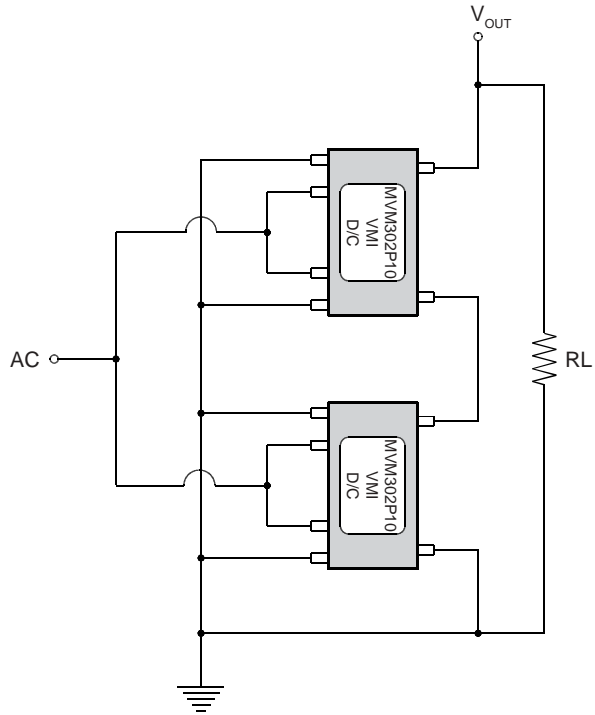 VOUT
MVM302P10
VMI
D/C
AC
RL
MVM302P10
VMI
D/C